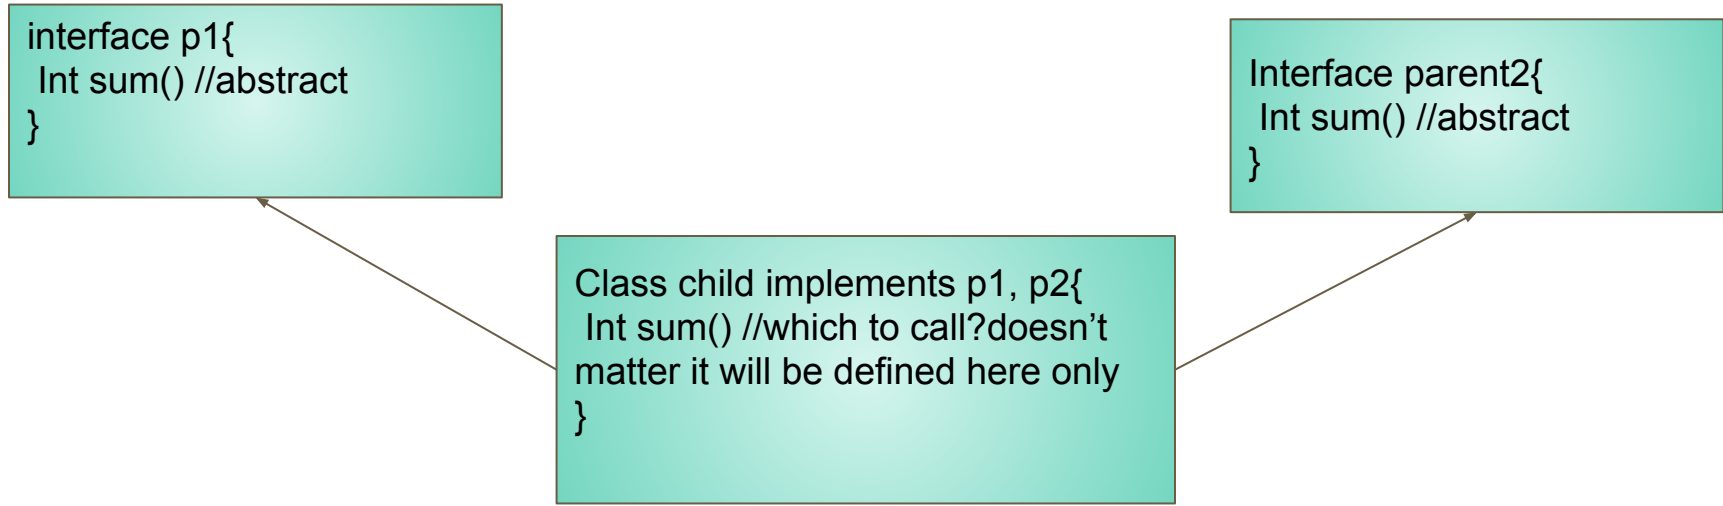 interface p1{
Int sum() //abstract
}
Interface parent2{
Int sum() //abstract
}
Class child implements p1, p2{
Int sum() //which to call?doesn’t
matter it will be defined here only
}